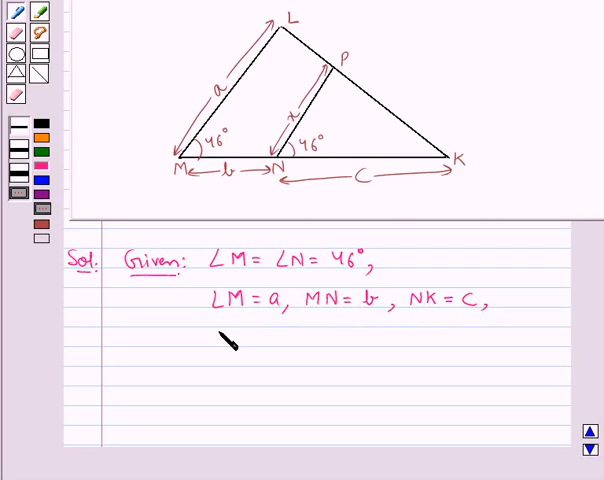 L
P
a
x
46°
46°
M
b
N
C
K
Sol. Given: ∠M = ∠N = 46°,
LM = a, MN = b, NK = C,